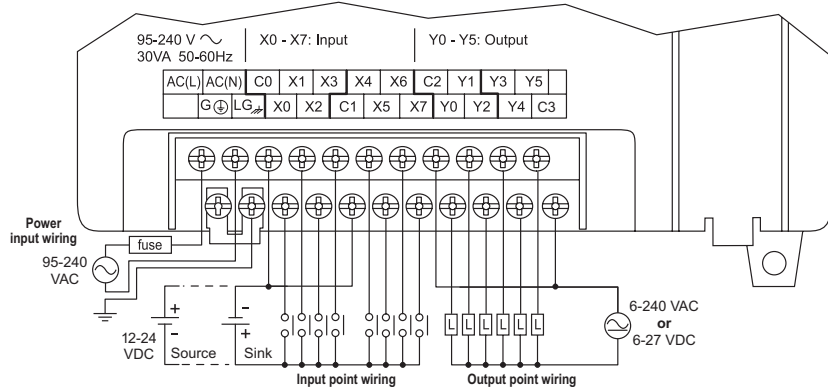 95-240 V ~ X0 - X7: Input Y0 - Y5: Output
30VA 50-60Hz
AC(L) AC(N) C0 X1 X3 X4 X6 C2 Y1 Y3 Y5
G LG X0 X2 C1 X5 X7 Y0 Y2 Y4 C3
Power
input wiring
fuse
95-240
VAC
+ - 
- +
12-24
VDC
Source Sink
L L L L L L
6-240 VAC
or
6-27 VDC
Input point wiring Output point wiring